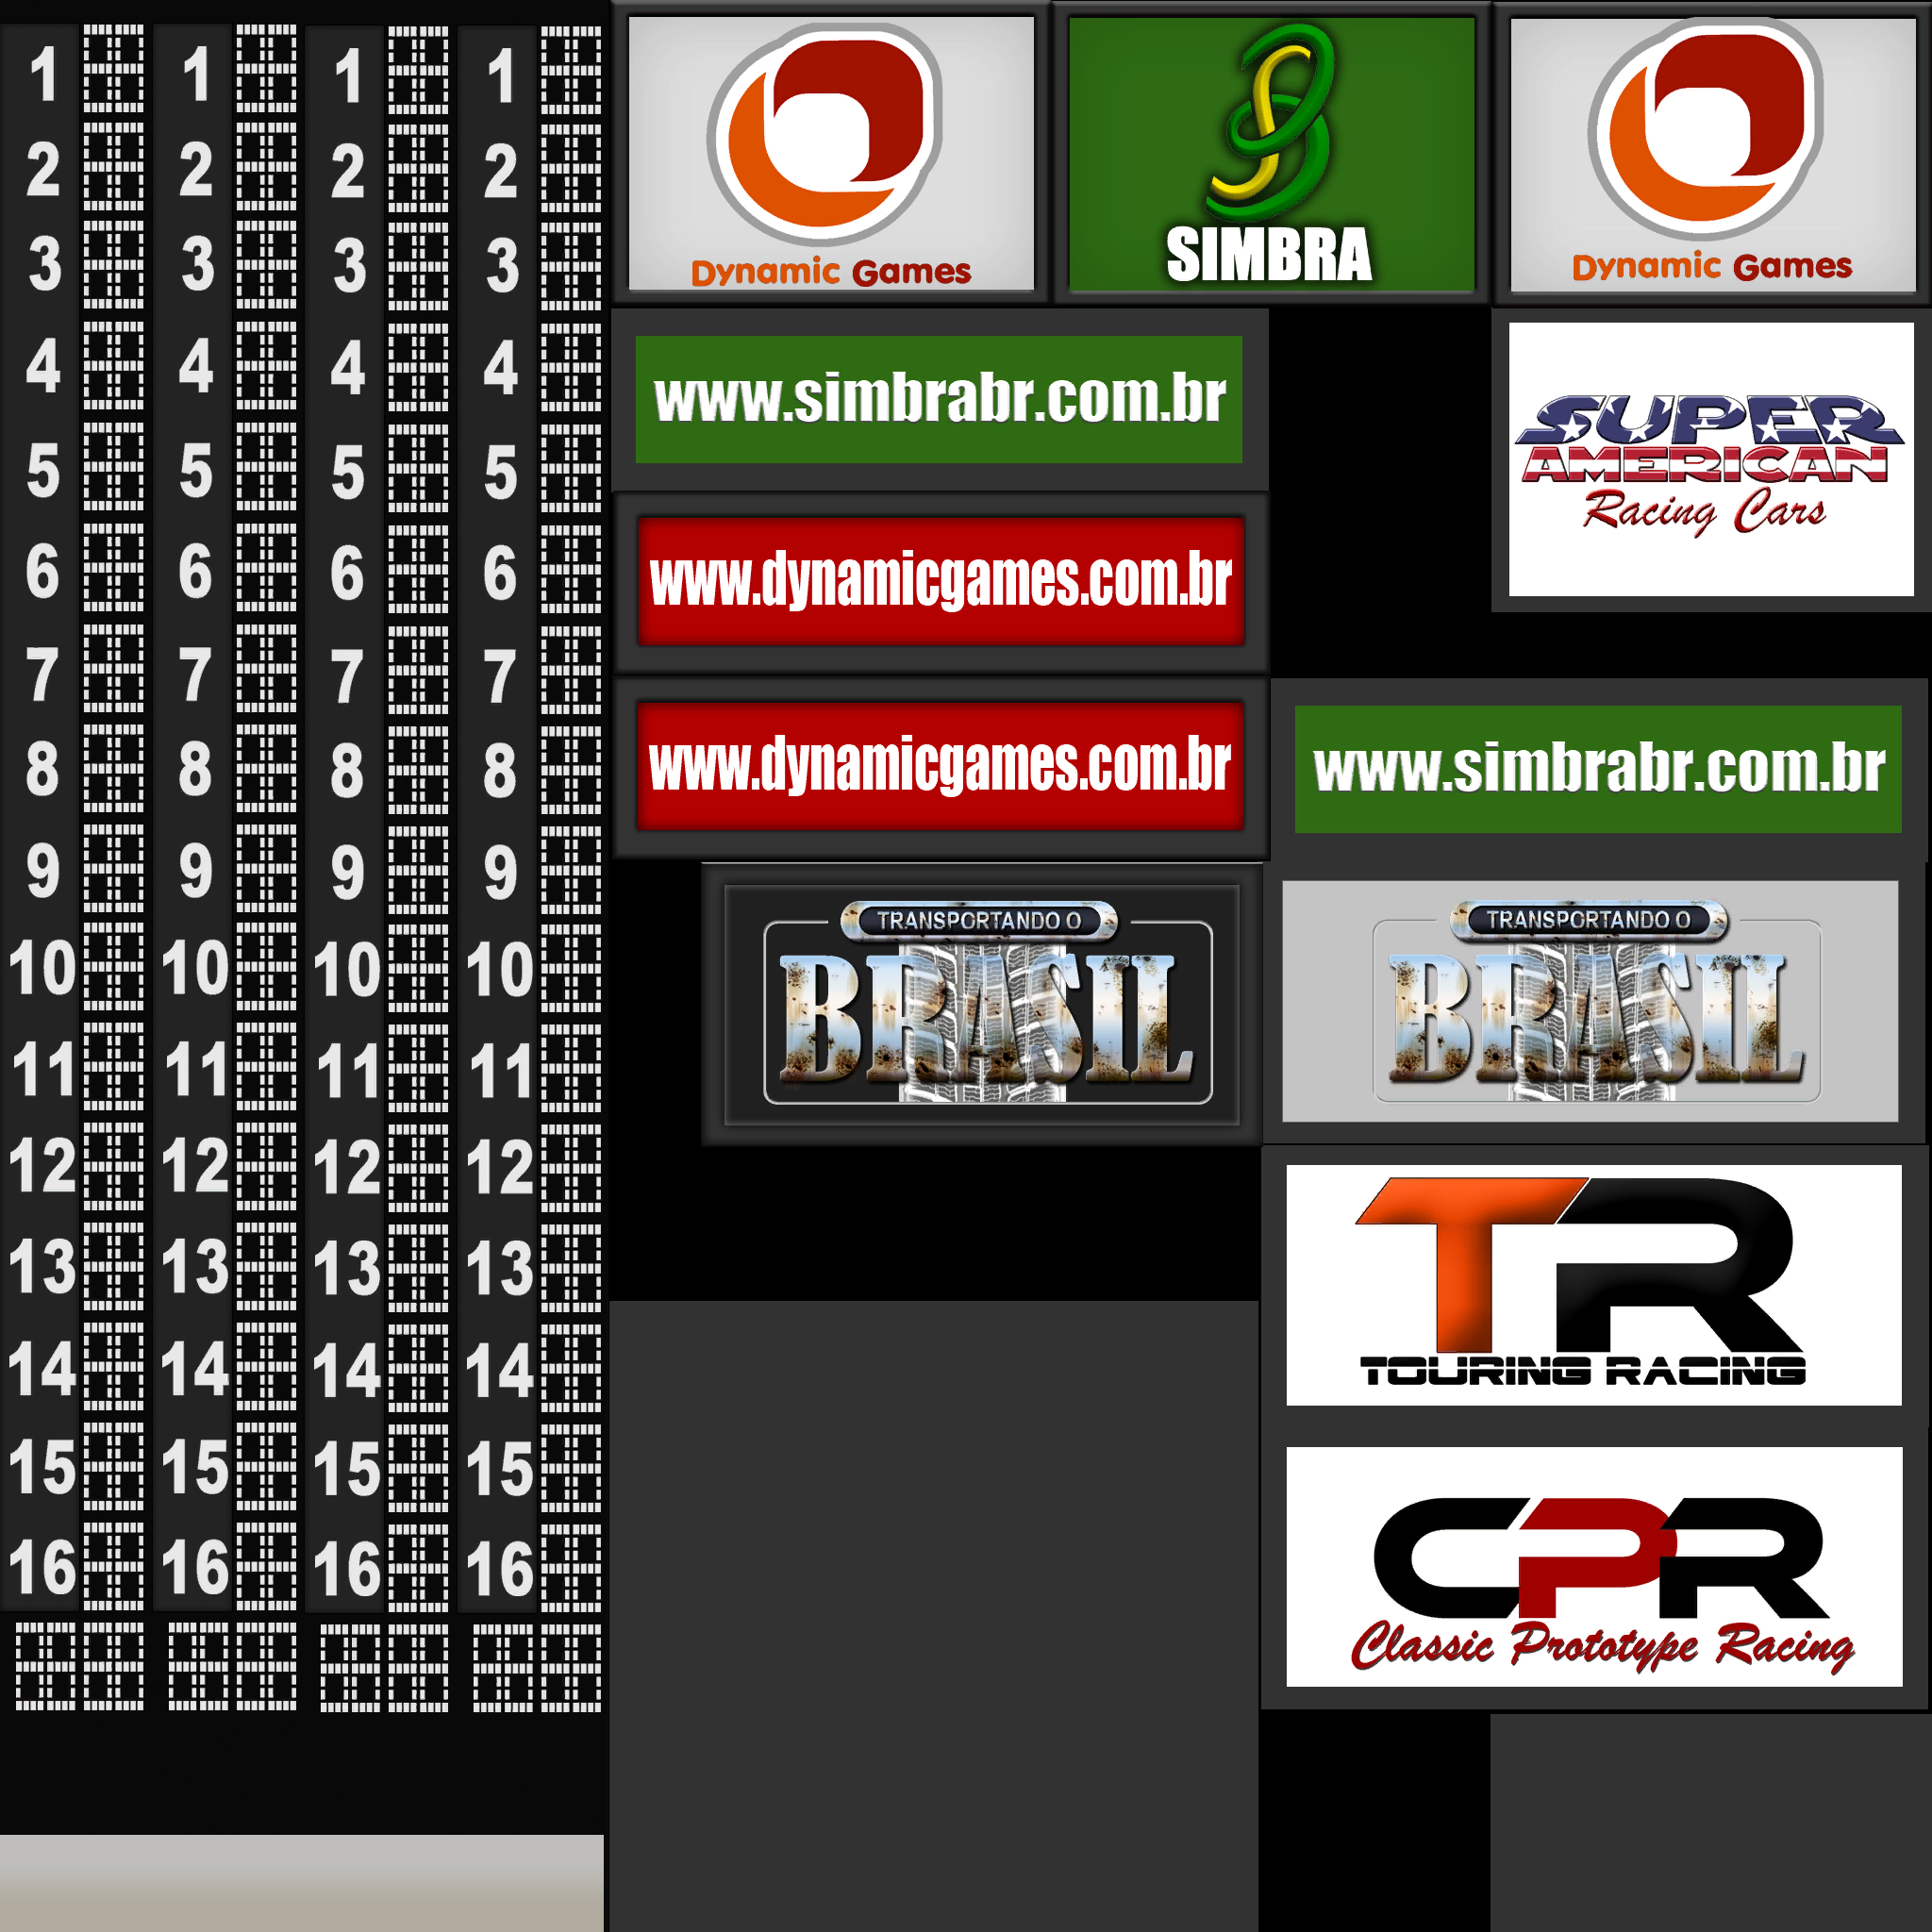 1 1 1 1
2 2 2 2
3 3 3 3
4 4 4 4
5 5 5 5
6 6 6 6
7 7 7 7
8 8 8 8
9 9 9 9
10 10 10 10
11 11 11 11
12 12 12 12
13 13 13 13
14 14 14 14
15 15 15 15
16 16 16 16
Dynamic Games
SIMBRA
Dynamic Games
www.simbrabr.com.br
SUPER
AMERICAN
Racing Cars
www.dynamicgames.com.br
www.dynamicgames.com.br
www.simbrabr.com.br
TRANSPORTANDO O
BRASIL
TRANSPORTANDO O
BRASIL
TR
TOURING RACING
CPR
Classic Prototype Racing